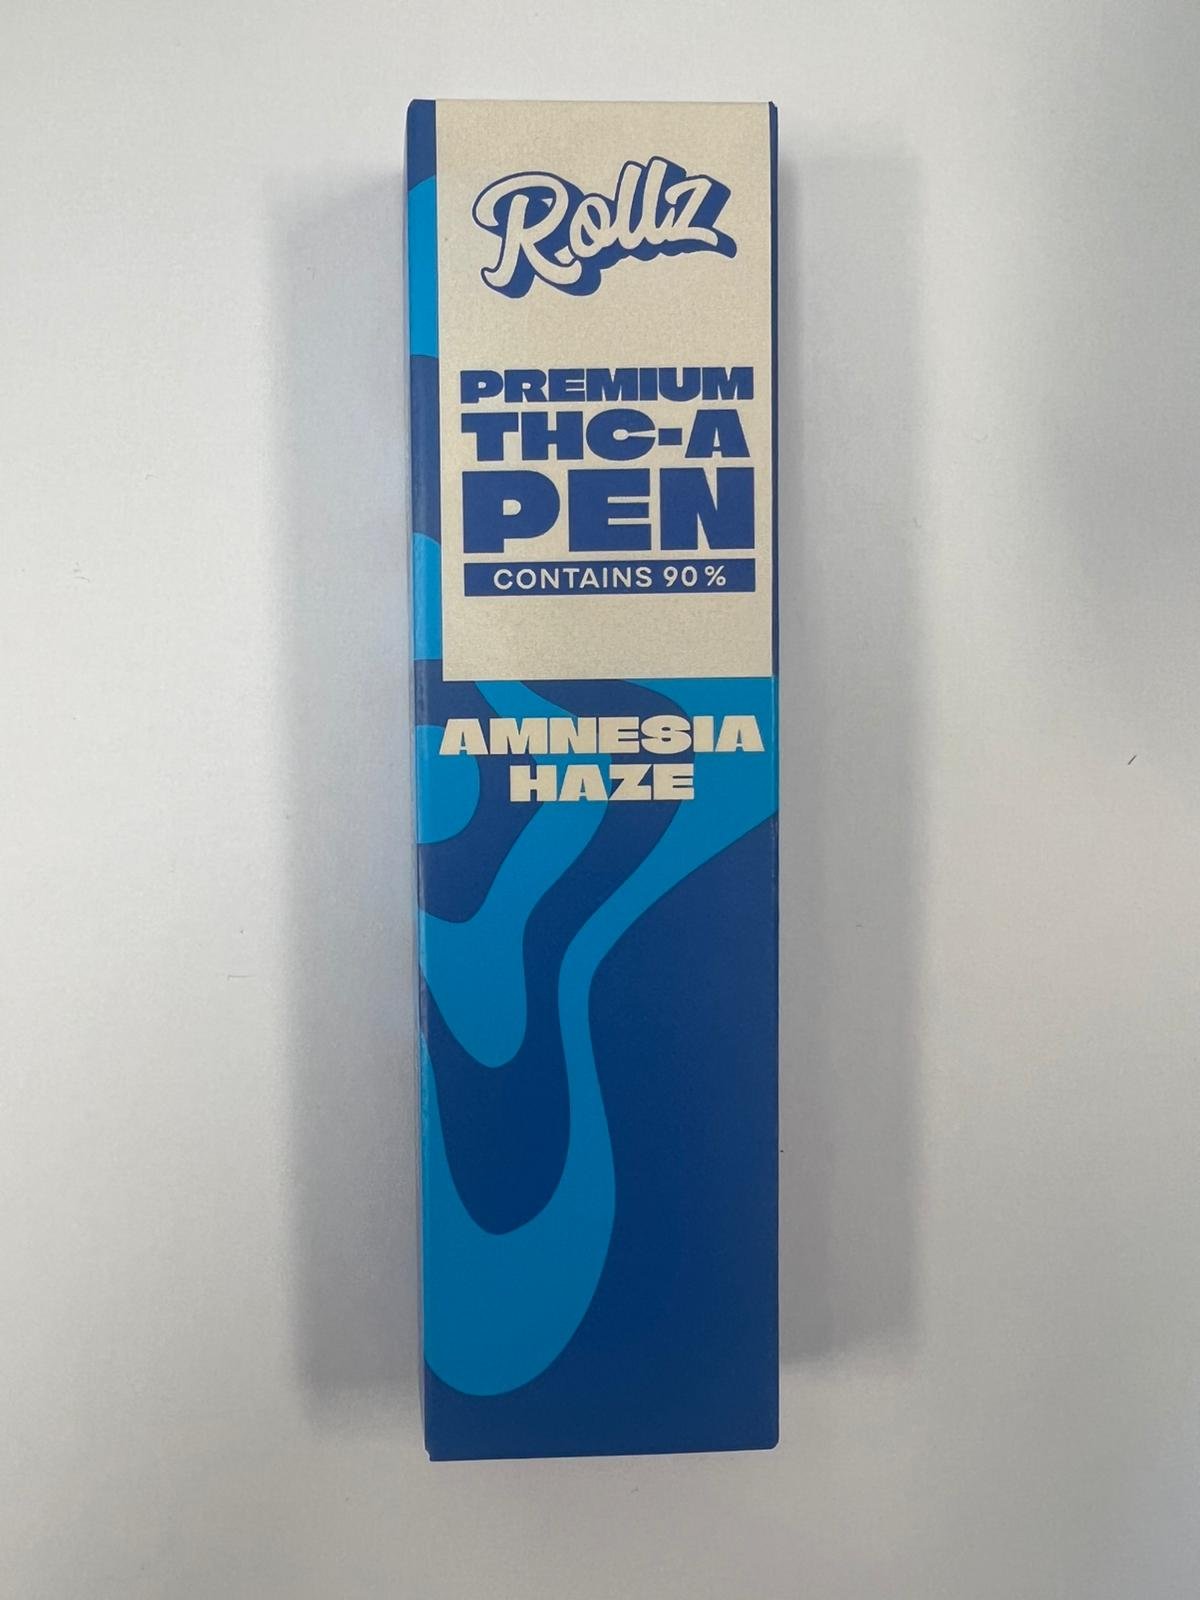 Rollz
PREMIUM
THC-A
PEN
CONTAINS 90%
AMNESIA
HAZE